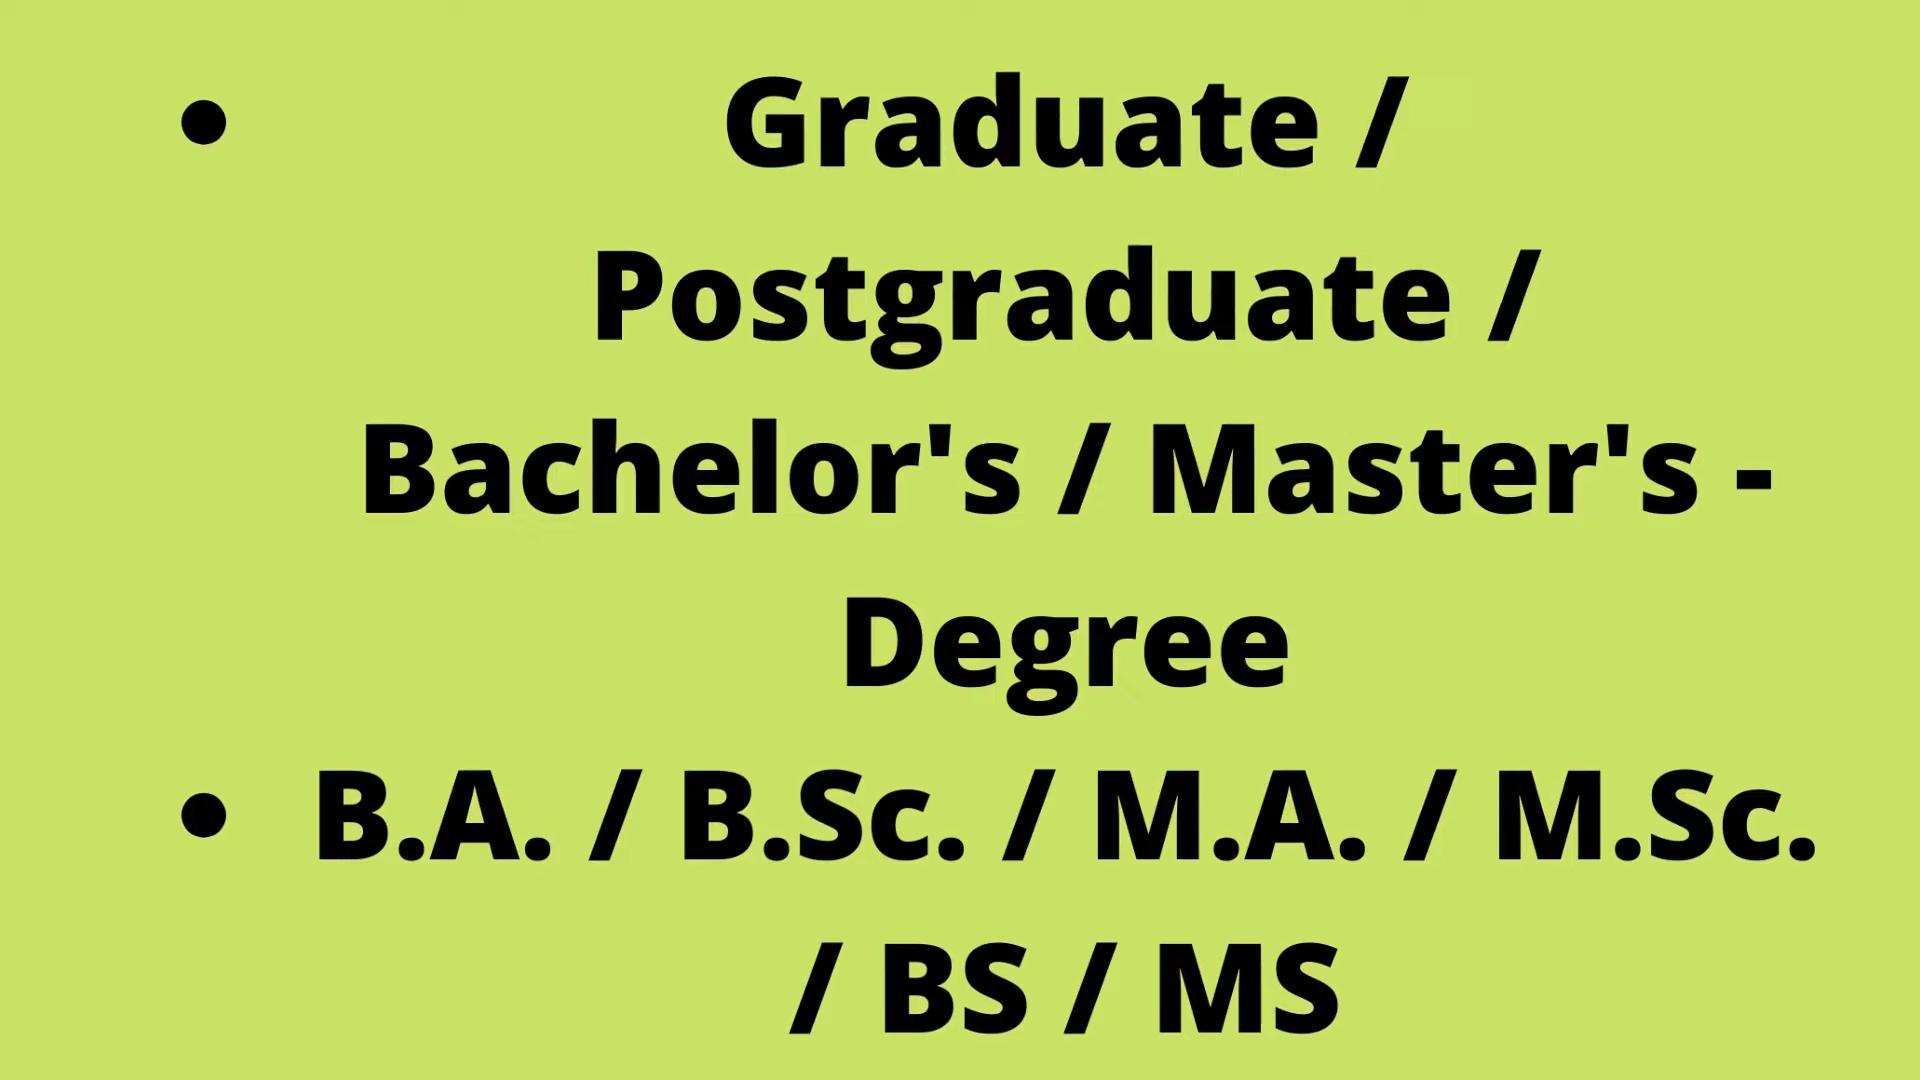 • Graduate /
Postgraduate /
Bachelor's / Master's -
Degree
• B.A. / B.Sc. / M.A. / M.Sc.
/ BS / MS